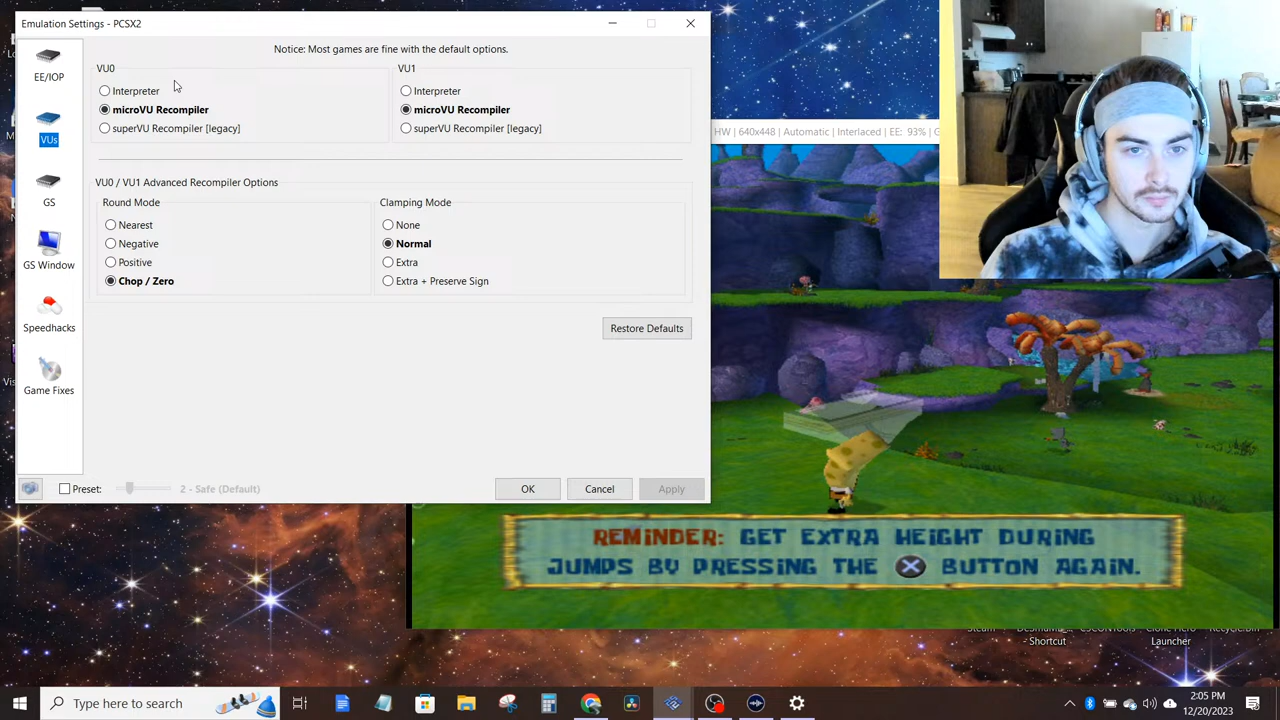 Emulation Settings - PCSX2
EE/IOP
VUs
GS
GS Window
Speedhacks
Game Fixes
Notice: Most games are fine with the default options.
VU0
Interpreter
microVU Recompiler
superVU Recompiler [legacy]
VU1
Interpreter
microVU Recompiler
superVU Recompiler [legacy]
VU0 / VU1 Advanced Recompiler Options
Round Mode
Nearest
Negative
Positive
Chop / Zero
Clamping Mode
None
Normal
Extra
Extra + Preserve Sign
Restore Defaults
Preset:
2 - Safe (Default)
OK
Cancel
Apply
HW | 640x448 | Automatic | Interlaced | EE: 93% |
REMINDER: GET EXTRA HEIGHT DURING
JUMPS BY PRESSING THE X BUTTON AGAIN.
Shortcut
Launcher
Type here to search
2:05 PM
12/20/2023